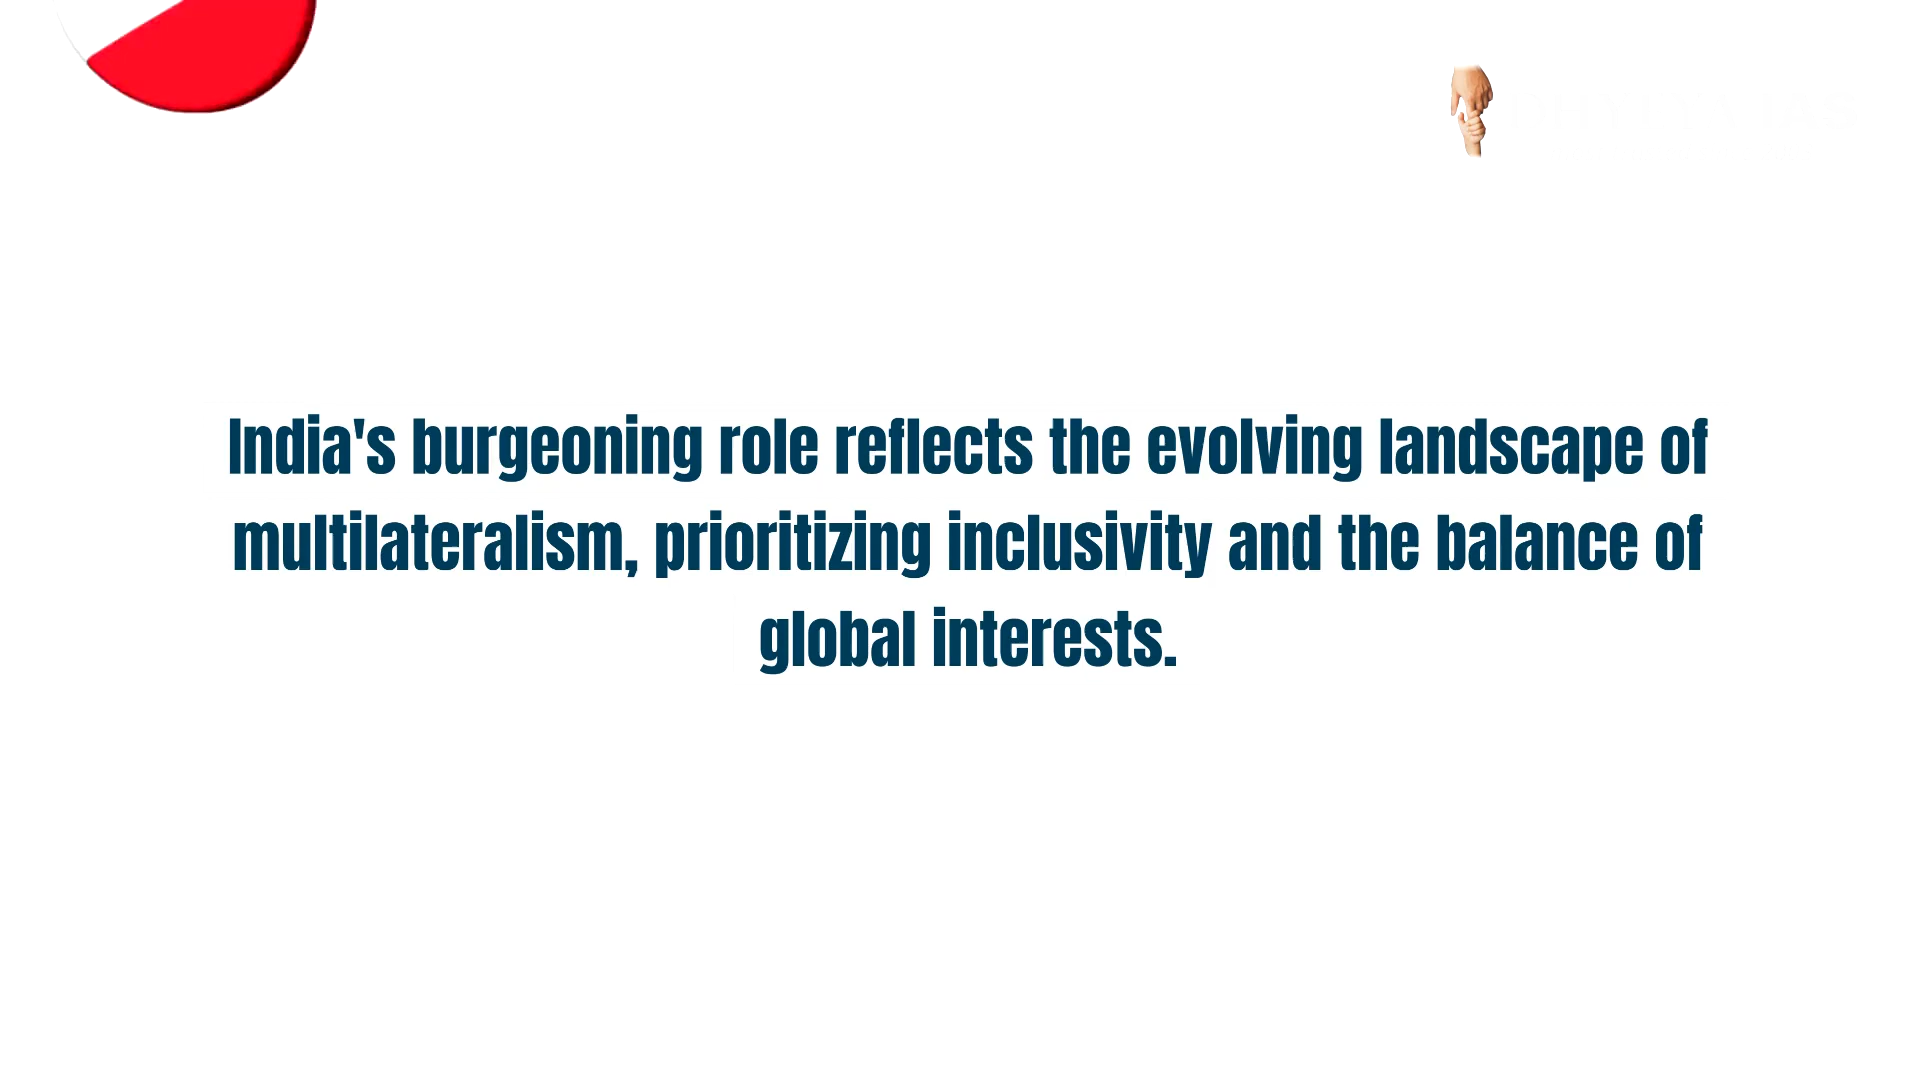 India's burgeoning role reflects the evolving landscape of
multilateralism, prioritizing inclusivity and the balance of
global interests.